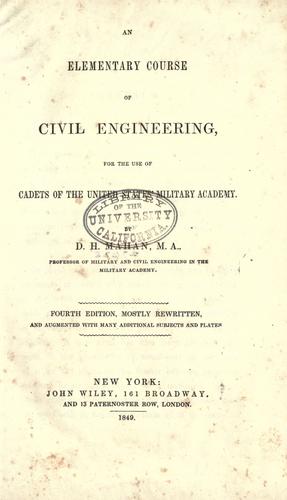 AN
ELEMENTARY COURSE
OF
CIVIL ENGINEERING,
FOR THE USE OF
CADETS OF THE UNITED STATES' MILITARY ACADEMY.
LIBRARY
OF THE
UNIVERSITY
CALIFORNIA
BY
D. H. MAHAN, M. A.,
PROFESSOR OF MILITARY AND CIVIL ENGINEERING IN THE
MILITARY ACADEMY.
FOURTH EDITION, MOSTLY REWRITTEN,
AND AUGMENTED WITH MANY ADDITIONAL SUBJECTS AND PLATES
NEW YORK:
JOHN WILEY, 161 BROADWAY,
AND 13 PATERNOSTER ROW, LONDON.
1849.